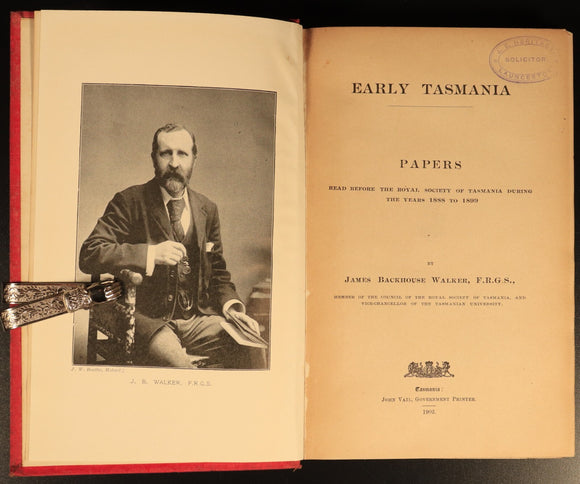 J. W. Beattie, Hobart]
J. B. WALKER, F.R.G.S.
SOLICITOR
LAUNCESTON
EARLY TASMANIA
PAPERS
READ BEFORE THE ROYAL SOCIETY OF TASMANIA DURING
THE YEARS 1888 TO 1899
BY
JAMES BACKHOUSE WALKER, F.R.G.S.,
MEMBER OF THE COUNCIL OF THE ROYAL SOCIETY OF TASMANIA, AND
VICE-CHANCELLOR OF THE TASMANIAN UNIVERSITY.
Tasmania:
JOHN VAIL, GOVERNMENT PRINTER.
1902.